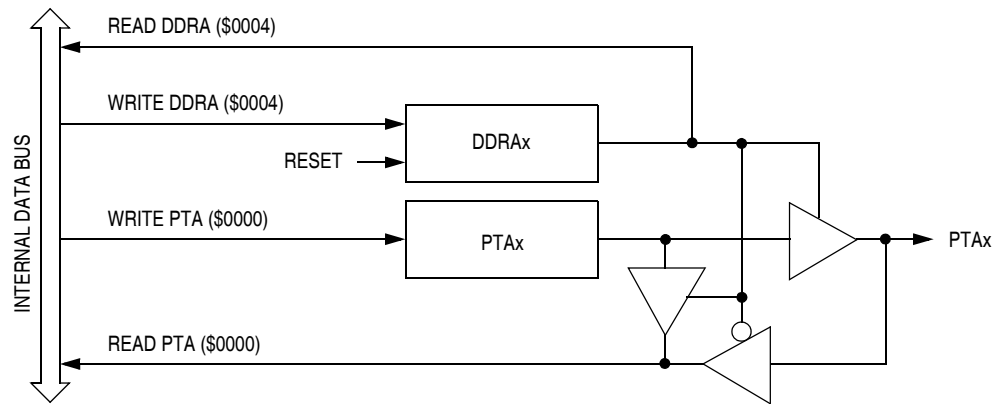 READ DDRA ($0004)
WRITE DDRA ($0004)
DDRAx
RESET
INTERNAL DATA BUS
WRITE PTA ($0000)
PTAx
PTAx
READ PTA ($0000)